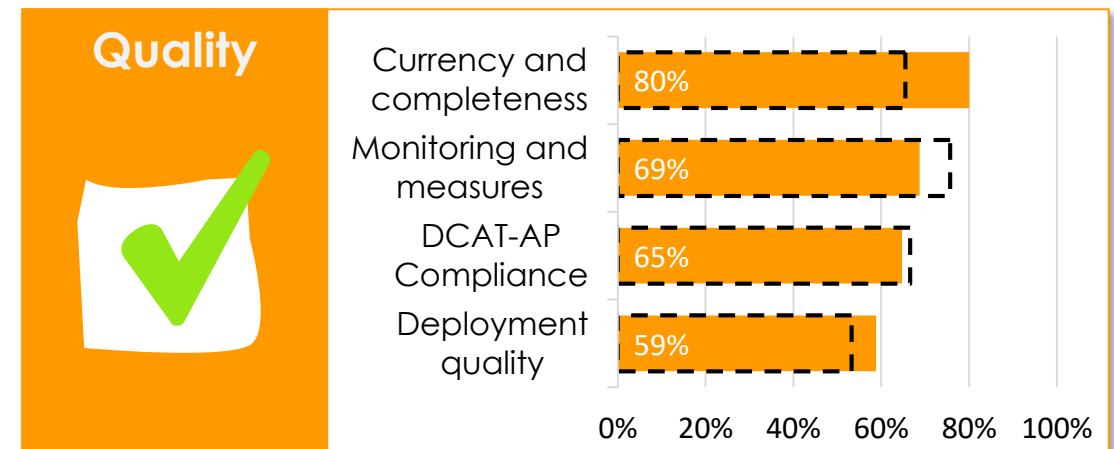 Quality
Currency and
completeness
80%
Monitoring and
measures
69%
DCAT-AP
Compliance
65%
Deployment
quality
59%
0% 20% 40% 60% 80% 100%